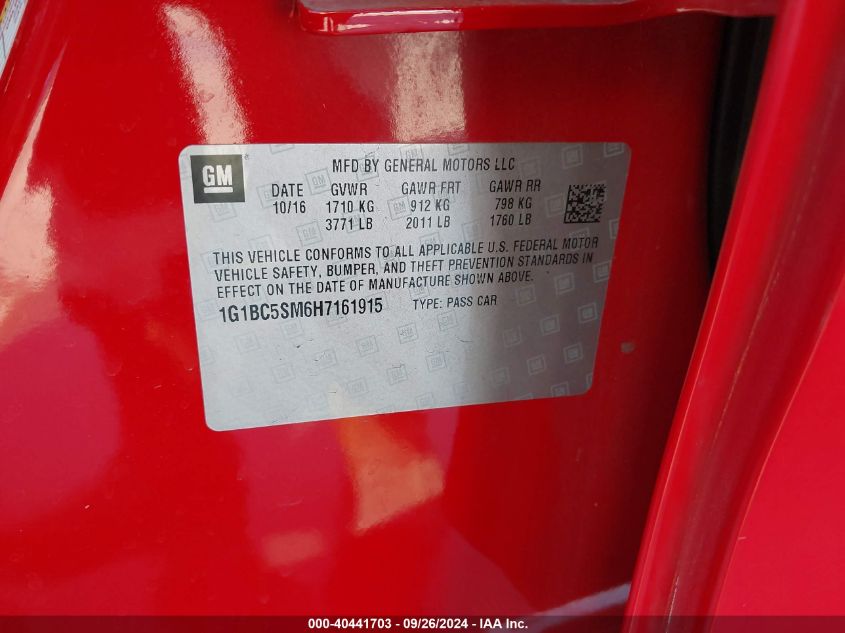 GM
MFD BY GENERAL MOTORS LLC
DATE GVWR GAWR FRT GAWR RR
10/16 1710 KG 912 KG 798 KG
3771 LB 2011 LB 1760 LB
THIS VEHICLE CONFORMS TO ALL APPLICABLE U.S. FEDERAL MOTOR
VEHICLE SAFETY, BUMPER, AND THEFT PREVENTION STANDARDS IN
EFFECT ON THE DATE OF MANUFACTURE SHOWN ABOVE.
1G1BC5SM6H7161915 TYPE: PASS CAR
000-40441703 - 09/26/2024 - IAA Inc.